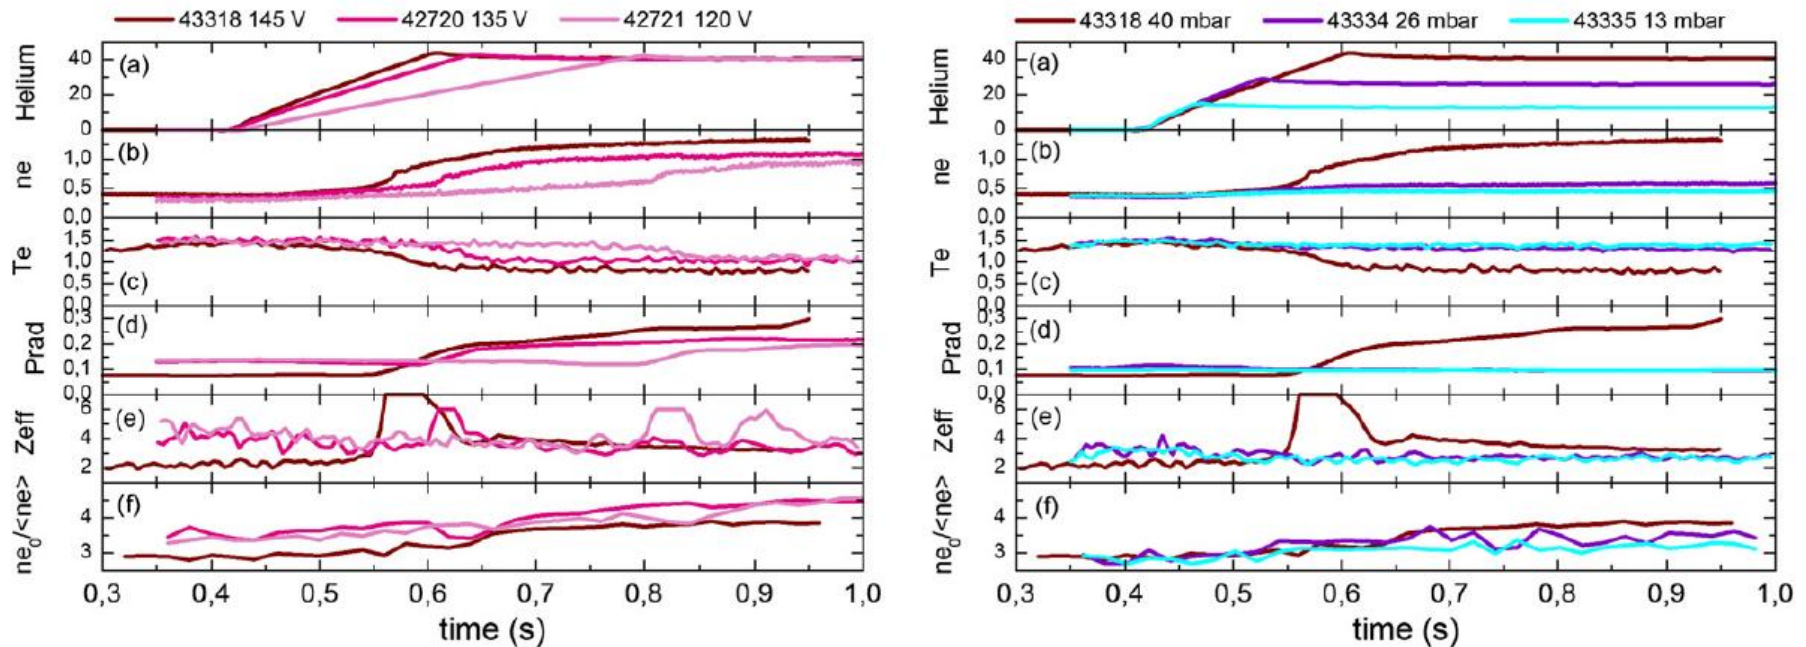 43318 145 V 42720 135 V 42721 120 V
Helium
40
20
0
(a)
ne
1,0
0,5
0,0
(b)
Te
1,5
1,0
0,5
0,0
(c)
Prad
0,3
0,2
0,1
0,0
(d)
Zeff
6
4
2
(e)
ne0/<ne>
4
3
(f)
0,3 0,4 0,5 0,6 0,7 0,8 0,9 1,0
time (s)
43318 40 mbar 43334 26 mbar 43335 13 mbar
Helium
40
20
0
(a)
ne
1,0
0,5
0,0
(b)
Te
1,5
1,0
0,5
0,0
(c)
Prad
0,3
0,2
0,1
0,0
(d)
Zeff
6
4
2
(e)
ne0/<ne>
4
3
(f)
0,3 0,4 0,5 0,6 0,7 0,8 0,9 1,0
time (s)